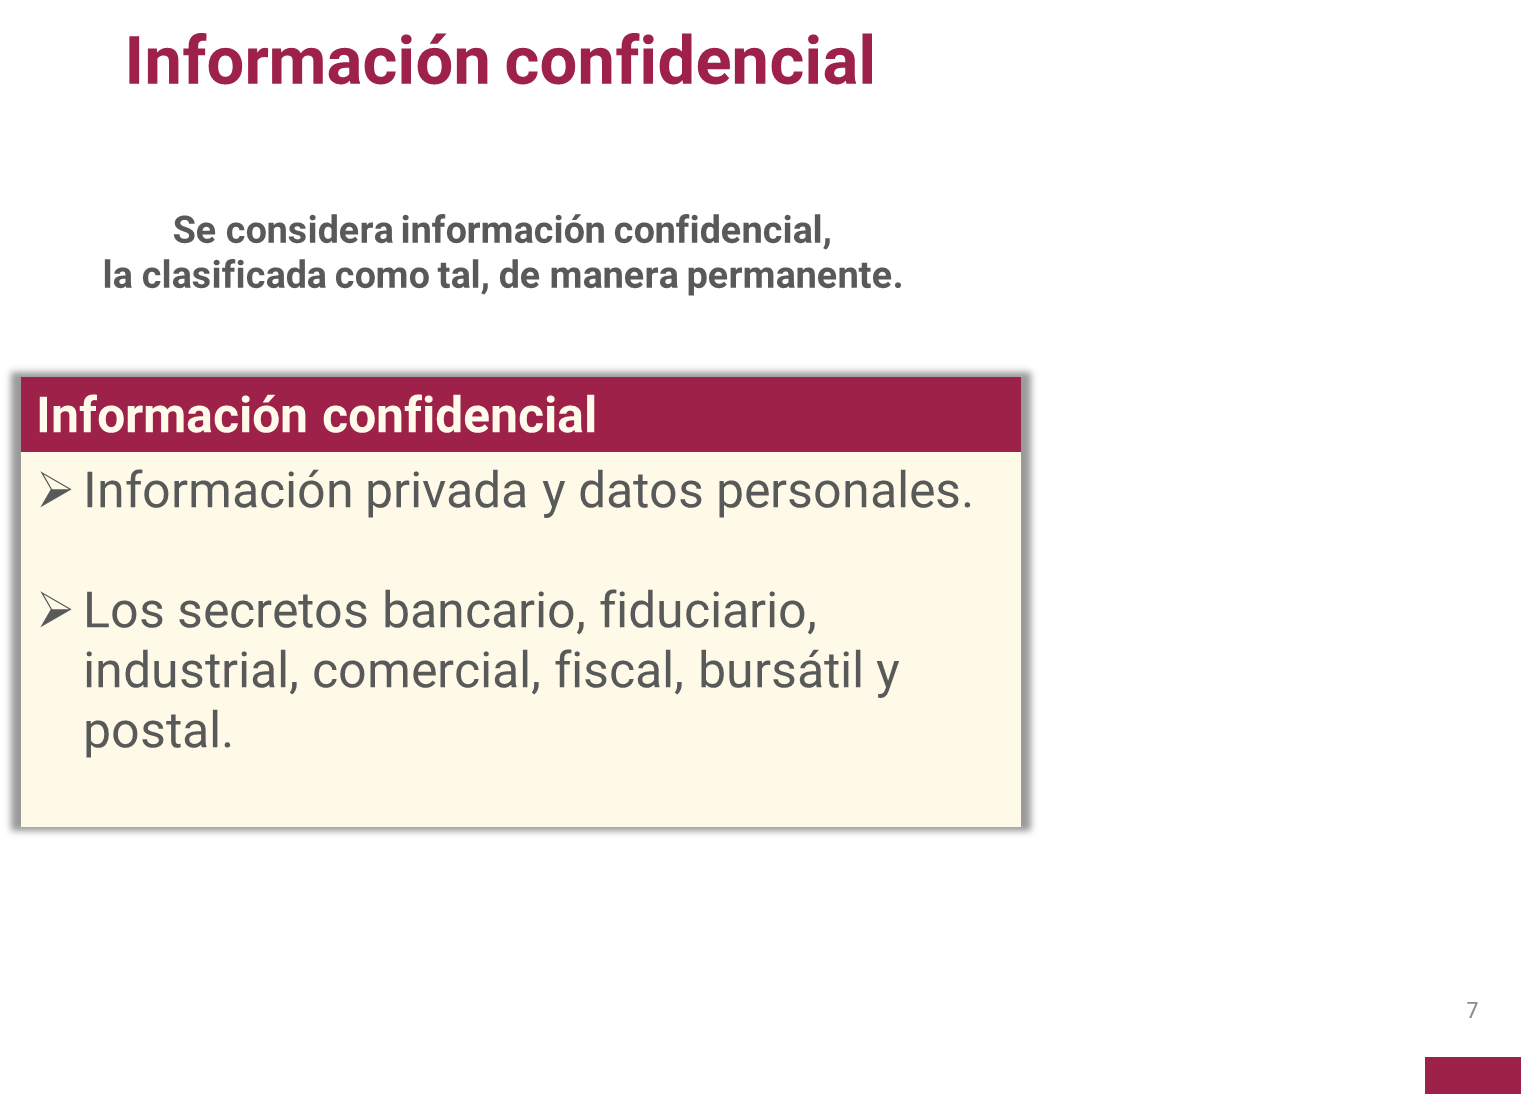 Información confidencial
Se considera información confidencial,
la clasificada como tal, de manera permanente.
Información confidencial
➢ Información privada y datos personales.
➢ Los secretos bancario, fiduciario,
industrial, comercial, fiscal, bursátil y
postal.
7